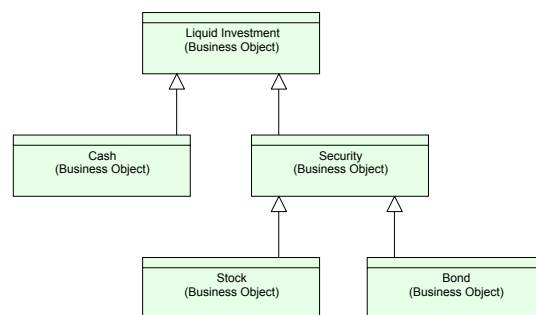 Liquid Investment
(Business Object)
Cash
(Business Object)
Security
(Business Object)
Stock
(Business Object)
Bond
(Business Object)